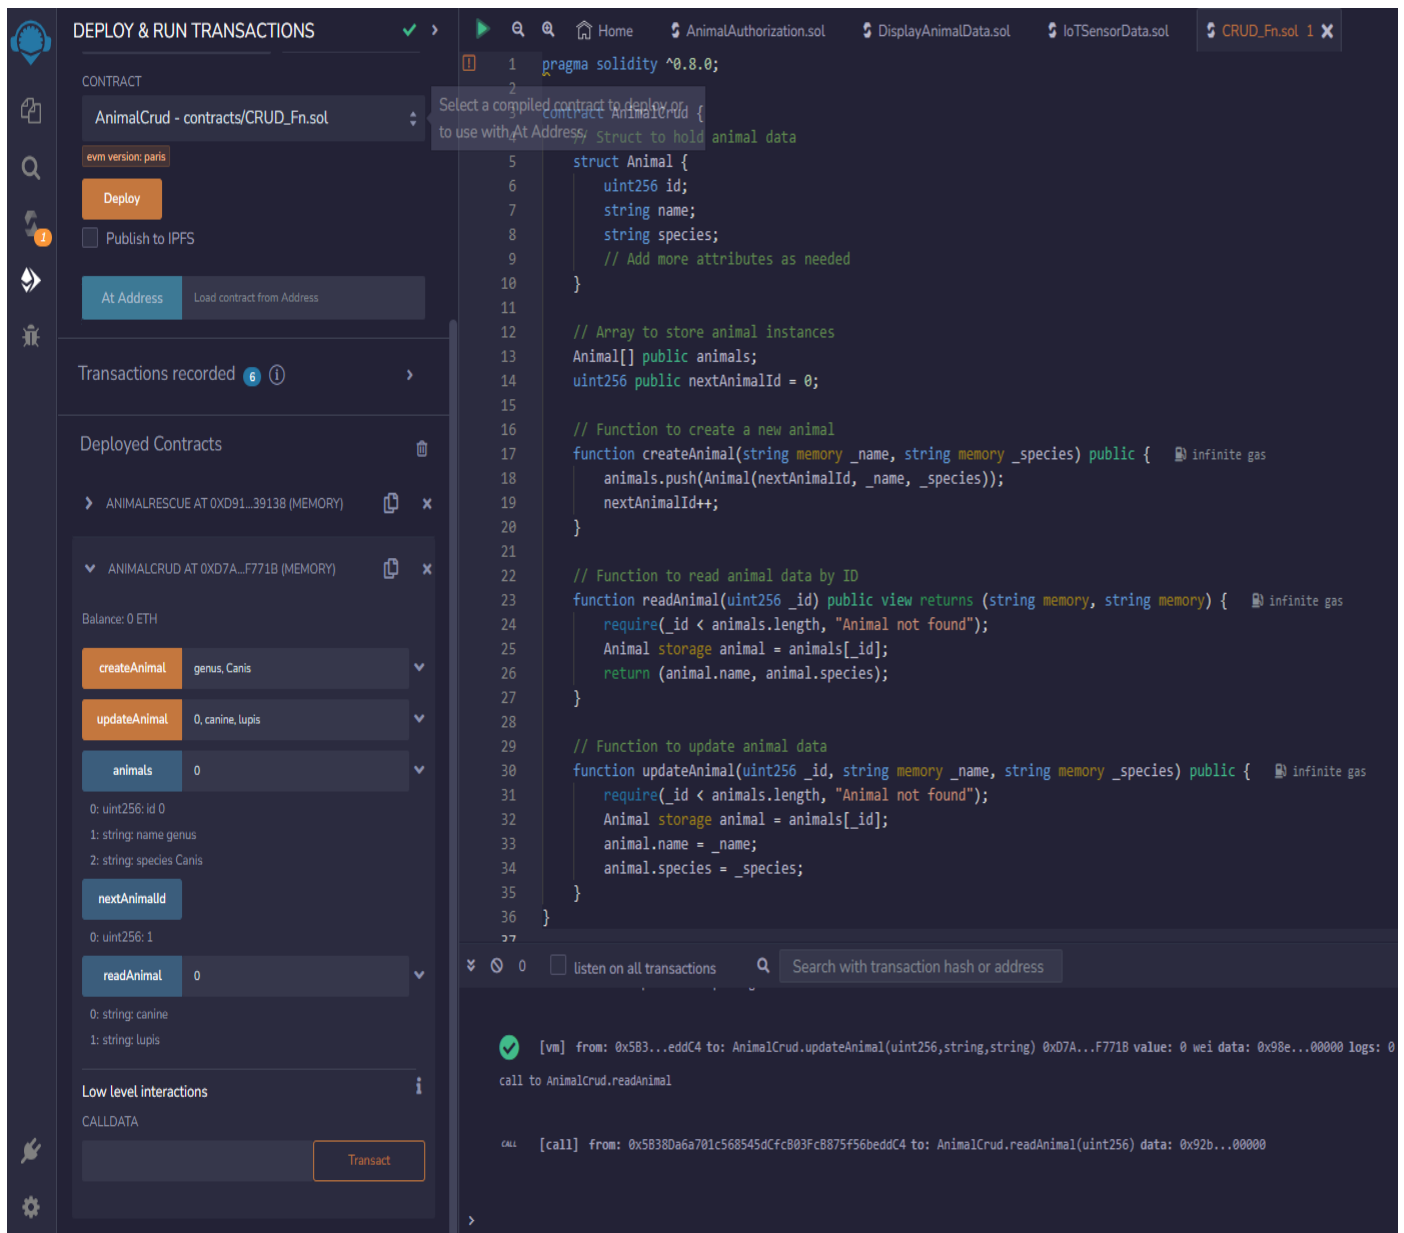 DEPLOY & RUN TRANSACTIONS
CONTRACT
AnimalCrud - contracts/CRUD_Fn.sol
evm version: paris
Deploy
Publish to IPFS
At Address
Load contract from Address
Transactions recorded 6 i
Deployed Contracts
ANIMALRESCUE AT 0XD91...39138 (MEMORY)
ANIMALCRUD AT 0XD7A...F771B (MEMORY)
Balance: 0 ETH
createAnimal genus, Canis
updateAnimal 0, canine, lupis
animals 0
0: uint256: id 0
1: string: name genus
2: string: species Canis
nextAnimalId
0: uint256: 1
readAnimal 0
0: string: canine
1: string: lupis
Low level interactions i
CALLDATA
Transact
1
Home AnimalAuthorization.sol DisplayAnimalData.sol IoTSensorData.sol CRUD_Fn.sol 1
Select a compiled contract to deploy or
to use with At Address.
1 pragma solidity ^0.8.0;
2
3 contract AnimalCrud {
4 // Struct to hold animal data
5 struct Animal {
6 uint256 id;
7 string name;
8 string species;
9 // Add more attributes as needed
10 }
11
12 // Array to store animal instances
13 Animal[] public animals;
14 uint256 public nextAnimalId = 0;
15
16 // Function to create a new animal
17 function createAnimal(string memory _name, string memory _species) public { infinite gas
18 animals.push(Animal(nextAnimalId, _name, _species));
19 nextAnimalId++;
20 }
21
22 // Function to read animal data by ID
23 function readAnimal(uint256 _id) public view returns (string memory, string memory) { infinite gas
24 require(_id < animals.length, "Animal not found");
25 Animal storage animal = animals[_id];
26 return (animal.name, animal.species);
27 }
28
29 // Function to update animal data
30 function updateAnimal(uint256 _id, string memory _name, string memory _species) public { infinite gas
31 require(_id < animals.length, "Animal not found");
32 Animal storage animal = animals[_id];
33 animal.name = _name;
34 animal.species = _species;
35 }
36 }
37
0 listen on all transactions Search with transaction hash or address
[vm] from: 0x5B3...eddC4 to: AnimalCrud.updateAnimal(uint256,string,string) 0xD7A...F771B value: 0 wei data: 0x98e...00000 logs: 0
call to AnimalCrud.readAnimal
CALL [call] from: 0x5B38Da6a701c568545dCfcB03FcB875f56beddC4 to: AnimalCrud.readAnimal(uint256) data: 0x92b...00000
>